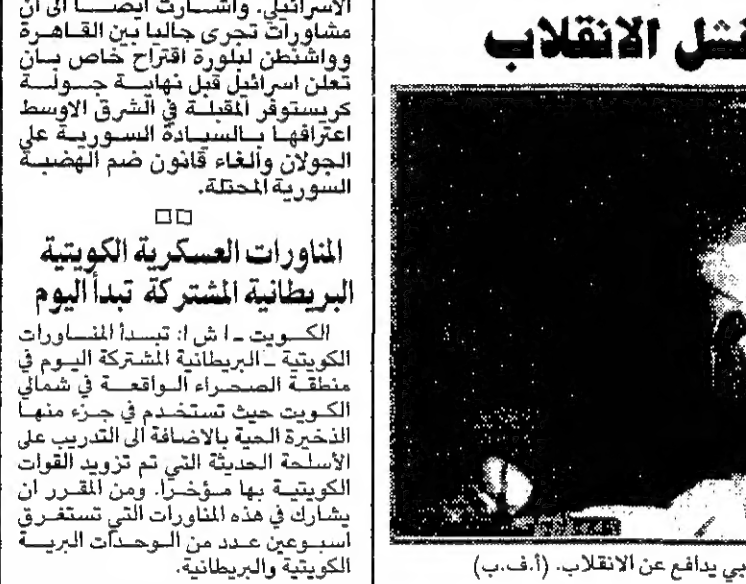 فشل الانقلاب
الاسرائيلي. واشارت ايضا الى ان
مشاورات تجرى جاليا بين القاهرة
وواشنطن لبلورة اقتراح خاص بان
تعلن اسرائيل قبل نهاية جولة
كريستوفر المقبلة في الشرق الاوسط
اعترافها بالسيادة السورية على
الجولان والغاء قانون ضم الهضبة
السورية المحتلة.
المناورات العسكرية الكويتية
البريطانية المشتركة تبدأ اليوم
الكويت ـ ا ش ا: تبدأ المناورات
الكويتية ـ البريطانية المشتركة اليوم في
منطقة الصحراء الواقعة في شمالي
الكويت حيث تستخدم في جزء منها
الذخيرة الحية بالاضافة الى التدريب على
الأسلحة الحديثة التي تم تزويد القوات
الكويتية بها مؤخرا. ومن المقرر ان
يشارك في هذه المناورات التي تستغرق
اسبوعين عدد من الوحدات البرية
الكويتية والبريطانية.
يدافع عن الانقلاب. (أ.ف.ب)